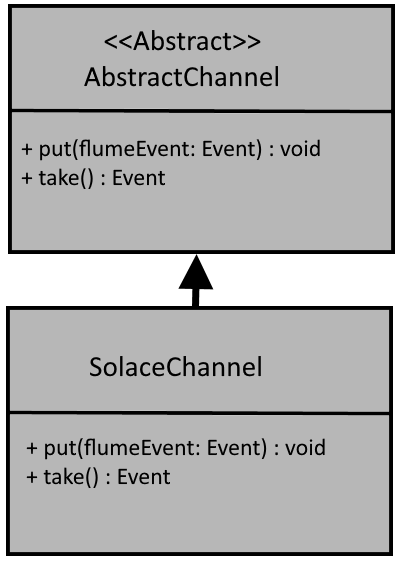 <<Abstract>>
AbstractChannel
+ put(flumeEvent: Event) : void
+ take() : Event
SolaceChannel
+ put(flumeEvent: Event) : void
+ take() : Event